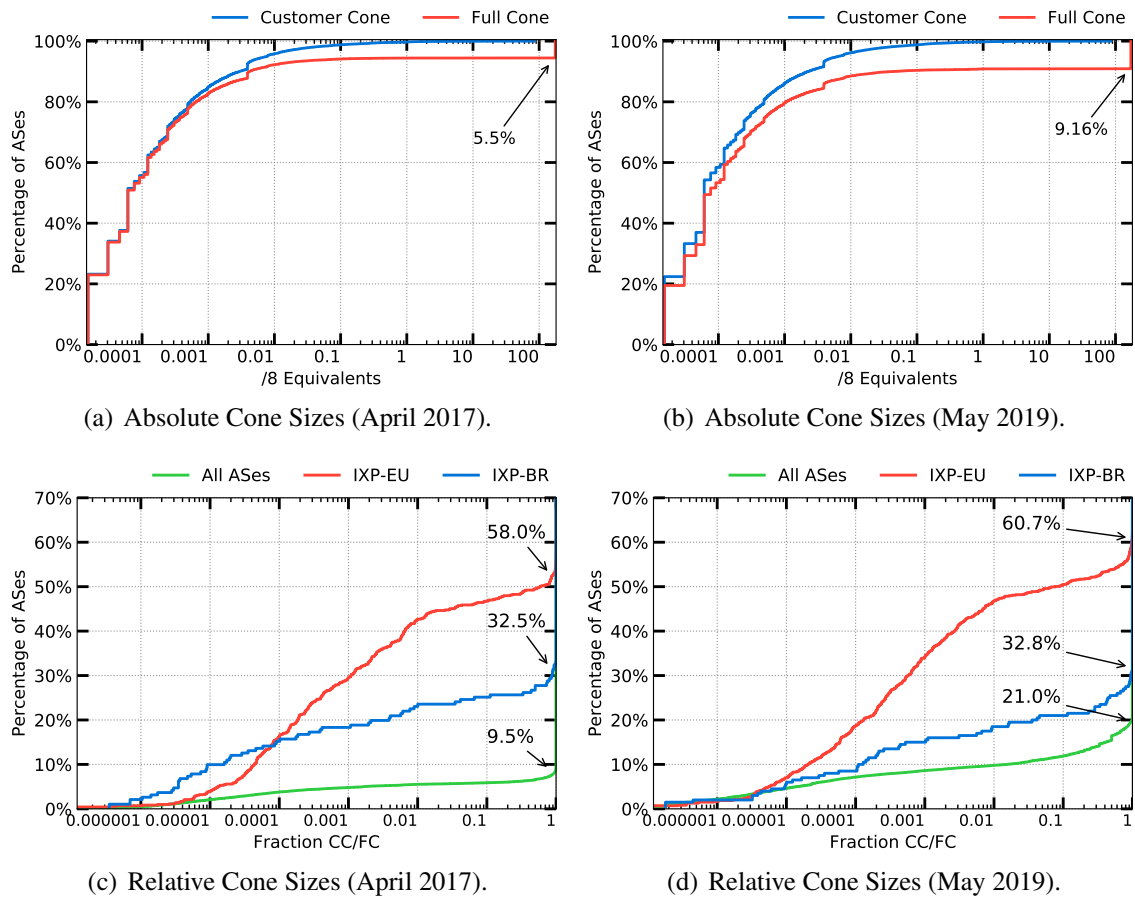 Customer Cone Full Cone
100%
80%
60%
40%
20%
0%
Percentage of ASes
5.5%
0.0001 0.001 0.01 0.1 1 10 100
/8 Equivalents
(a) Absolute Cone Sizes (April 2017).
Customer Cone Full Cone
100%
80%
60%
40%
20%
0%
Percentage of ASes
9.16%
0.0001 0.001 0.01 0.1 1 10 100
/8 Equivalents
(b) Absolute Cone Sizes (May 2019).
All ASes IXP-EU IXP-BR
70%
60%
50%
40%
30%
20%
10%
0%
Percentage of ASes
58.0%
32.5%
9.5%
0.000001 0.00001 0.0001 0.001 0.01 0.1 1
Fraction CC/FC
(c) Relative Cone Sizes (April 2017).
All ASes IXP-EU IXP-BR
70%
60%
50%
40%
30%
20%
10%
0%
Percentage of ASes
60.7%
32.8%
21.0%
0.000001 0.00001 0.0001 0.001 0.01 0.1 1
Fraction CC/FC
(d) Relative Cone Sizes (May 2019).